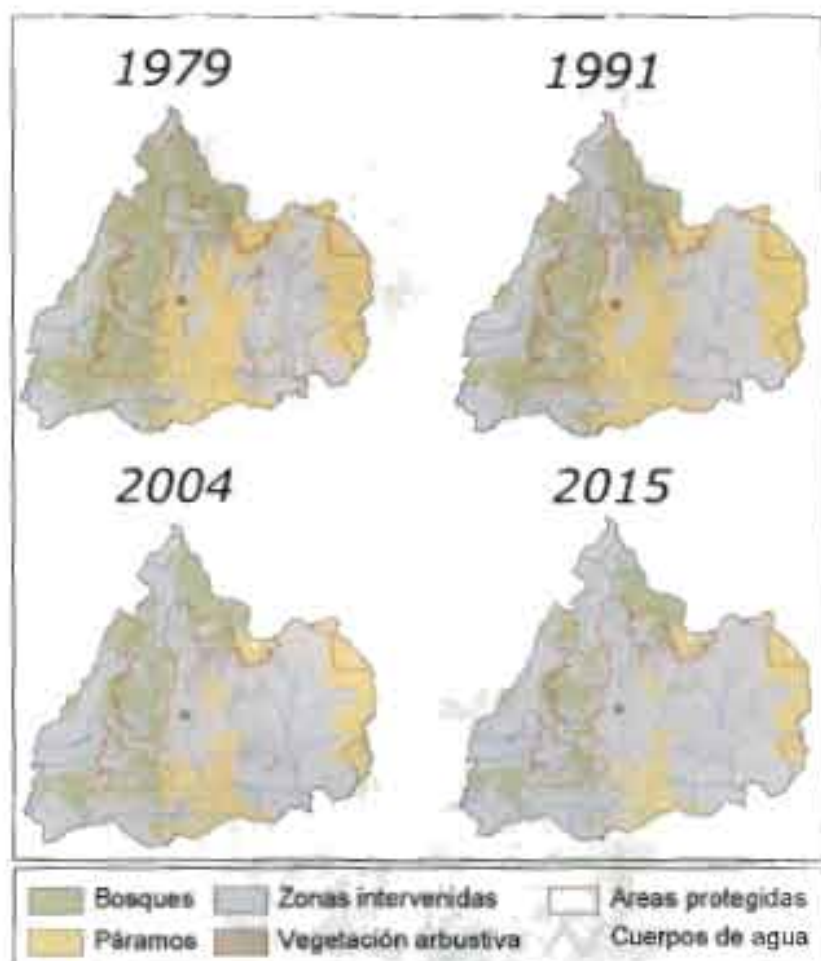 1979 1991
2004 2015
Bosques Zonas intervenidas Areas protegidas
Páramos Vegetación arbustiva Cuerpos de agua